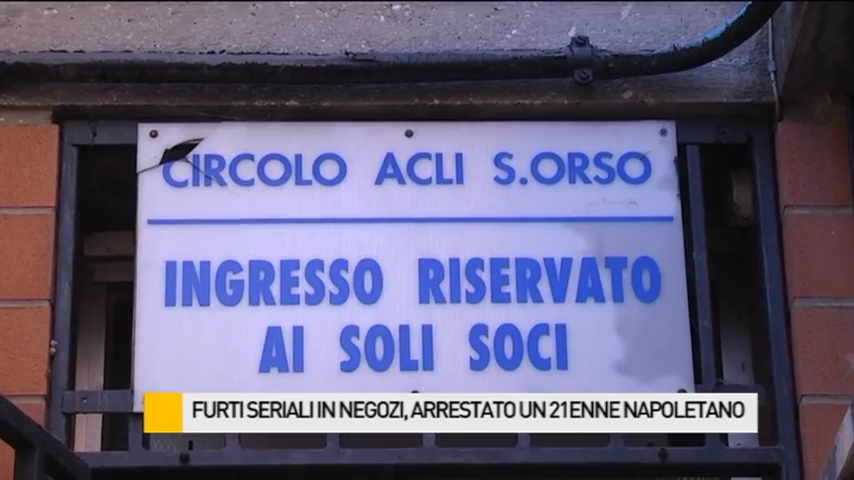 CIRCOLO ACLI S.ORSO
INGRESSO RISERVATO
AI SOLI SOCI
FURTI SERIALI IN NEGOZI, ARRESTATO UN 21ENNE NAPOLETANO